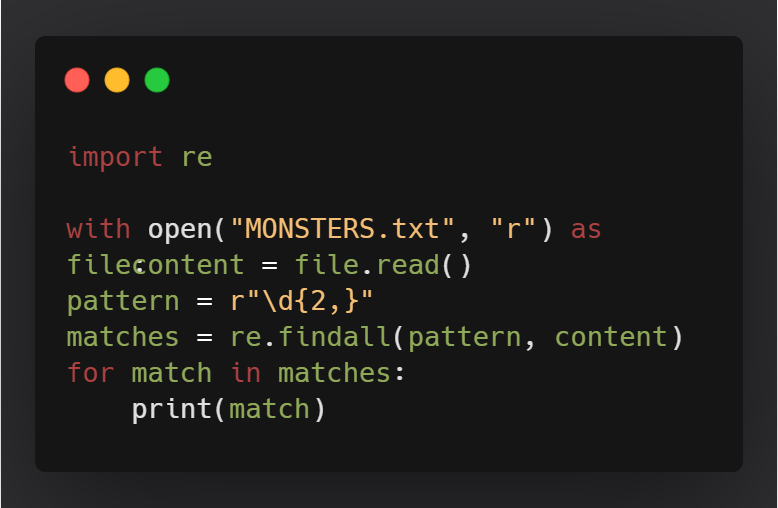 import re
with open("MONSTERS.txt", "r") as
file:content = file.read()
pattern = r"\d{2,}"
matches = re.findall(pattern, content)
for match in matches:
print(match)